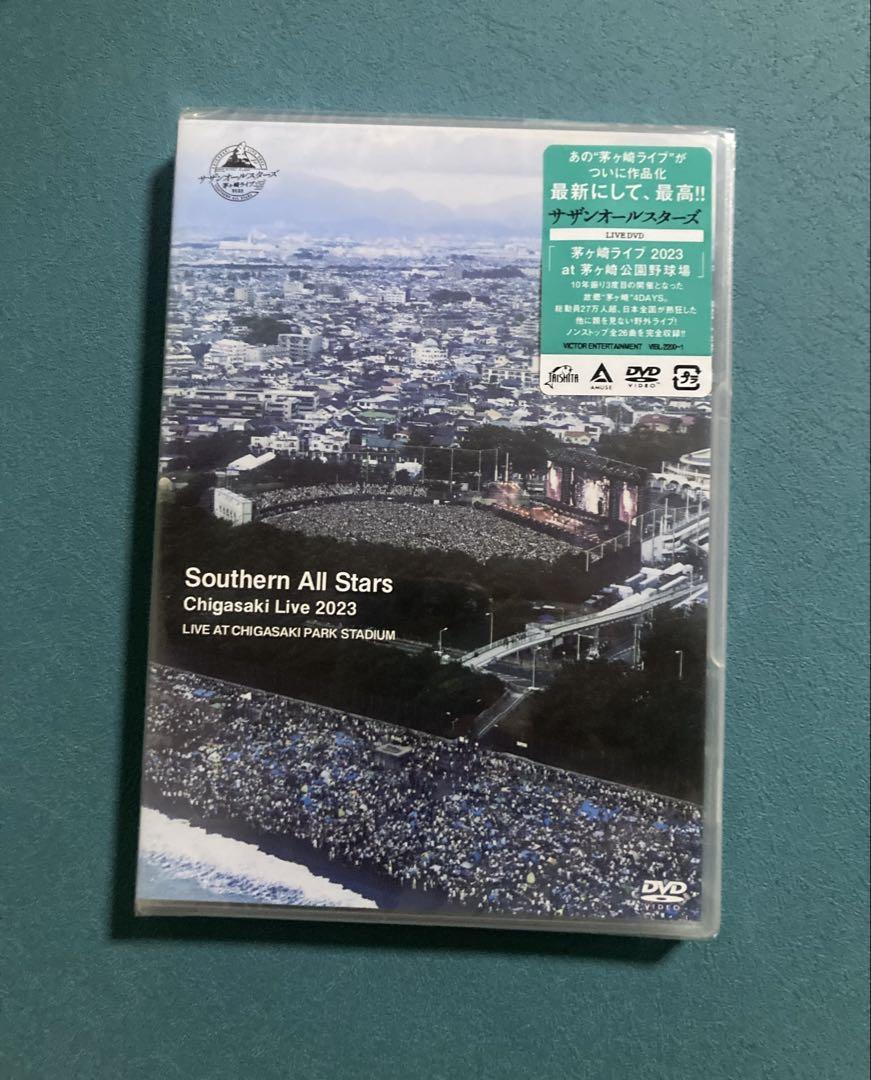 サザンオールスターズ
茅ヶ崎ライブ
2023
あの"茅ヶ崎ライブ"が
ついに作品化
最新にして、最高!!
サザンオールスターズ
LIVE DVD
「茅ヶ崎ライブ 2023
at 茅ヶ崎公園野球場」
10年振り3度目の開催となった
故郷"茅ヶ崎"4DAYS。
総動員27万人超、日本全国が熱狂した
他に類を見ない野外ライブ!
ノンストップ全26曲を完全収録!!
VICTOR ENTERTAINMENT VIBL-2200~1
TAISHITA
AMUSE
DVD
VIDEO
プラ
Southern All Stars
Chigasaki Live 2023
LIVE AT CHIGASAKI PARK STADIUM
DVD
VIDEO